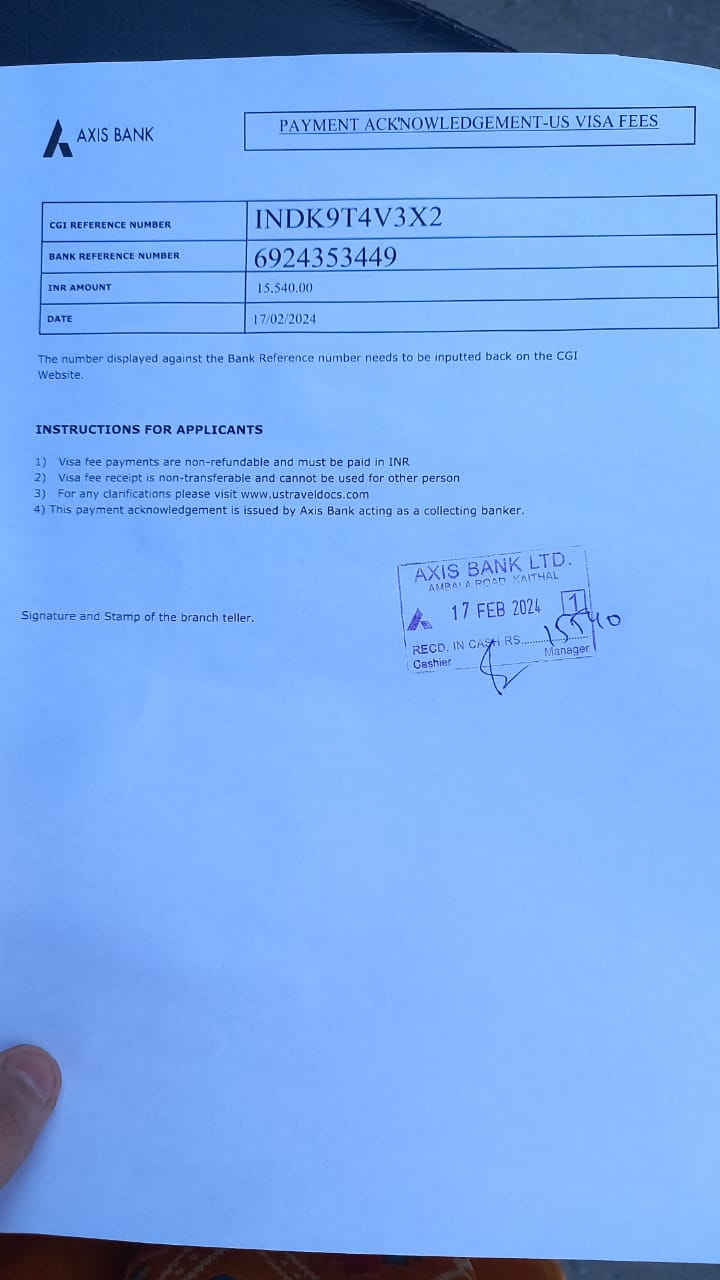 AXIS BANK
PAYMENT ACKNOWLEDGEMENT-US VISA FEES
CGI REFERENCE NUMBER INDK9T4V3X2
BANK REFERENCE NUMBER 6924353449
INR AMOUNT 15,540.00
DATE 17/02/2024
The number displayed against the Bank Reference number needs to be inputted back on the CGI
Website.
INSTRUCTIONS FOR APPLICANTS
1) Visa fee payments are non-refundable and must be paid in INR
2) Visa fee receipt is non-transferable and cannot be used for other person
3) For any clarifications please visit www.ustraveldocs.com
4) This payment acknowledgement is issued by Axis Bank acting as a collecting banker.
AXIS BANK LTD.
AMBALA ROAD KAITHAL
17 FEB 2024 1
RECD. IN CASH RS.......... 15540
Cashier Manager
Signature and Stamp of the branch teller.